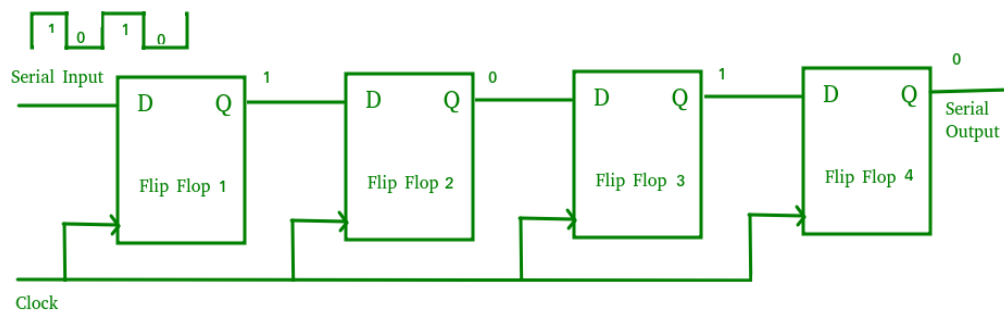 1 0 1 0
Serial Input
1
0
1
0
D Q
D Q
D Q
D Q
Serial
Output
Flip Flop 1
Flip Flop 2
Flip Flop 3
Flip Flop 4
Clock